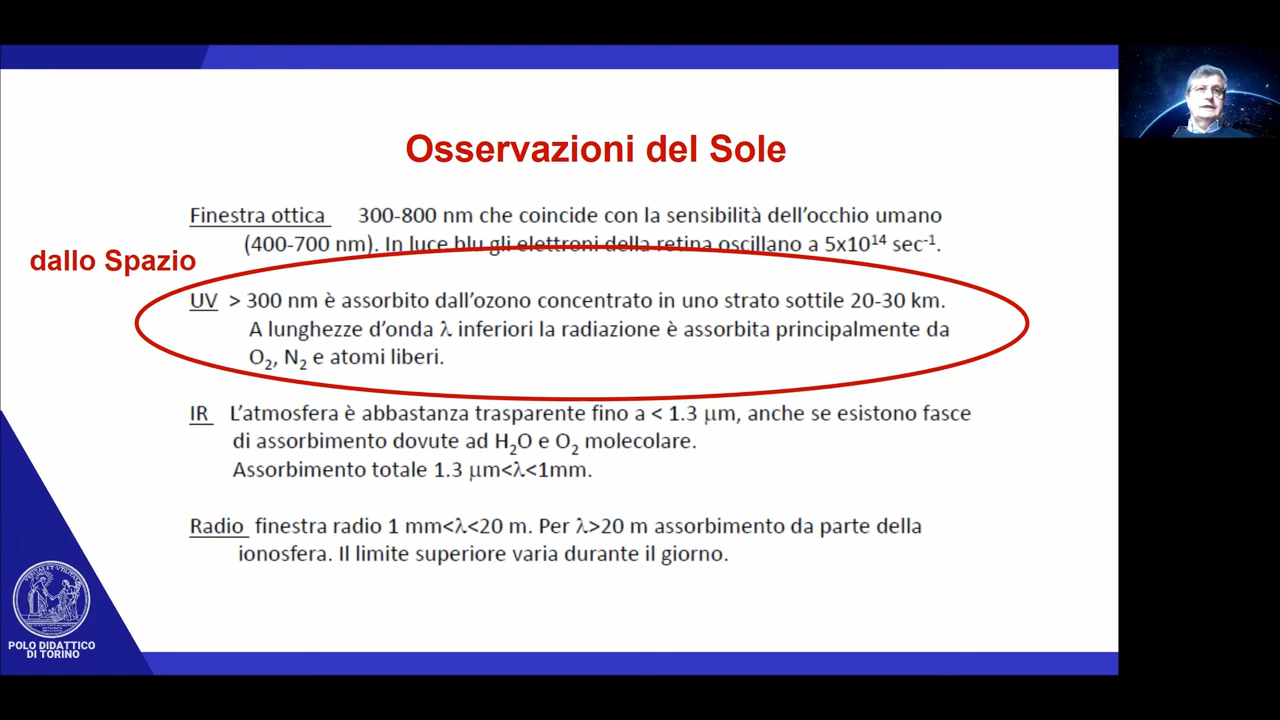 Osservazioni del Sole
Finestra ottica 300-800 nm che coincide con la sensibilità dell'occhio umano
(400-700 nm). In luce blu gli elettroni della retina oscillano a 5x10¹⁴ sec⁻¹.
dallo Spazio
UV > 300 nm è assorbito dall'ozono concentrato in uno strato sottile 20-30 km.
A lunghezze d'onda λ inferiori la radiazione è assorbita principalmente da
O₂, N₂ e atomi liberi.
IR L'atmosfera è abbastanza trasparente fino a < 1.3 μm, anche se esistono fasce
di assorbimento dovute ad H₂O e O₂ molecolare.
Assorbimento totale 1.3 μm<λ<1mm.
Radio finestra radio 1 mm<λ<20 m. Per λ>20 m assorbimento da parte della
ionosfera. Il limite superiore varia durante il giorno.
POLO DIDATTICO
DI TORINO